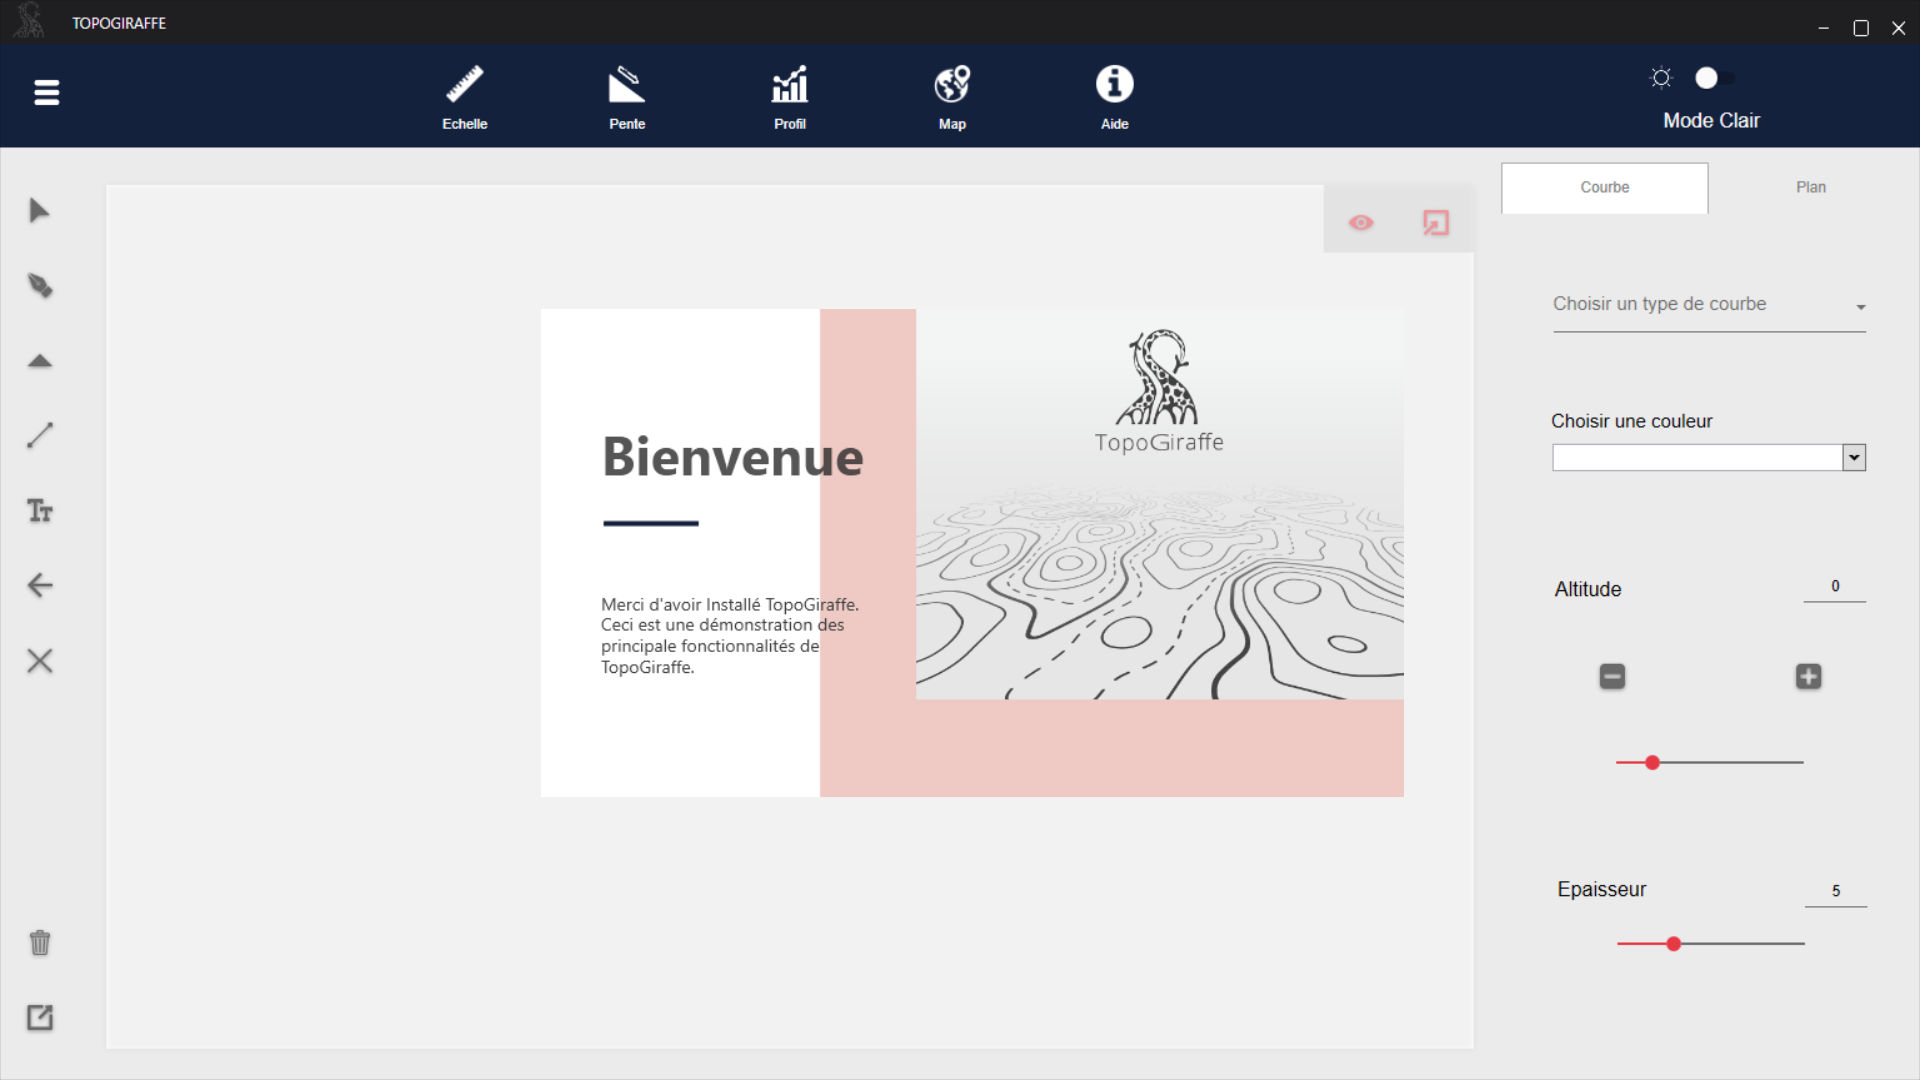 TOPOGIRAFFE
Echelle
Pente
Profil
Map
Aide
Mode Clair
Courbe
Plan
Choisir un type de courbe
Choisir une couleur
Bienvenue
TopoGiraffe
Merci d'avoir Installé TopoGiraffe.
Ceci est une démonstration des
principale fonctionnalités de
TopoGiraffe.
Altitude
0
Epaisseur
5